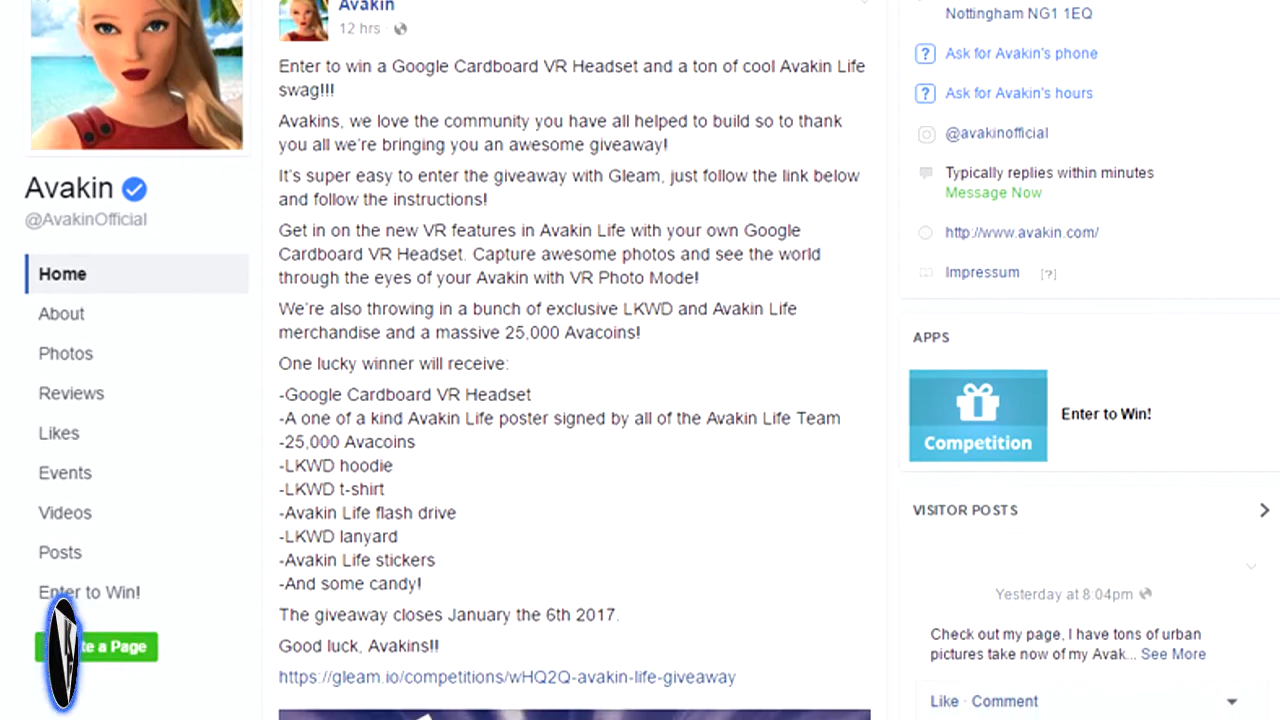 Avakin
@AvakinOfficial
Home
About
Photos
Reviews
Likes
Events
Videos
Posts
Enter to Win!
te a Page
Avakin
12 hrs
Enter to win a Google Cardboard VR Headset and a ton of cool Avakin Life
swag!!!
Avakins, we love the community you have all helped to build so to thank
you all we're bringing you an awesome giveaway!
It's super easy to enter the giveaway with Gleam, just follow the link below
and follow the instructions!
Get in on the new VR features in Avakin Life with your own Google
Cardboard VR Headset. Capture awesome photos and see the world
through the eyes of your Avakin with VR Photo Mode!
We're also throwing in a bunch of exclusive LKWD and Avakin Life
merchandise and a massive 25,000 Avacoins!
One lucky winner will receive:
-Google Cardboard VR Headset
-A one of a kind Avakin Life poster signed by all of the Avakin Life Team
-25,000 Avacoins
-LKWD hoodie
-LKWD t-shirt
-Avakin Life flash drive
-LKWD lanyard
-Avakin Life stickers
-And some candy!
The giveaway closes January the 6th 2017.
Good luck, Avakins!!
https://gleam.io/competitions/wHQ2Q-avakin-life-giveaway
Nottingham NG1 1EQ
Ask for Avakin's phone
Ask for Avakin's hours
@avakinofficial
Typically replies within minutes
Message Now
http://www.avakin.com/
Impressum [?]
APPS
Competition
Enter to Win!
VISITOR POSTS
Yesterday at 8:04pm
Check out my page, I have tons of urban
pictures take now of my Avak... See More
Like · Comment